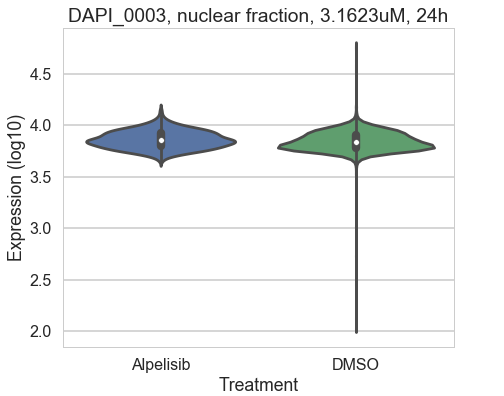 DAPI_0003, nuclear fraction, 3.1623uM, 24h
Expression (log10)
4.5
4.0
3.5
3.0
2.5
2.0
Alpelisib DMSO
Treatment